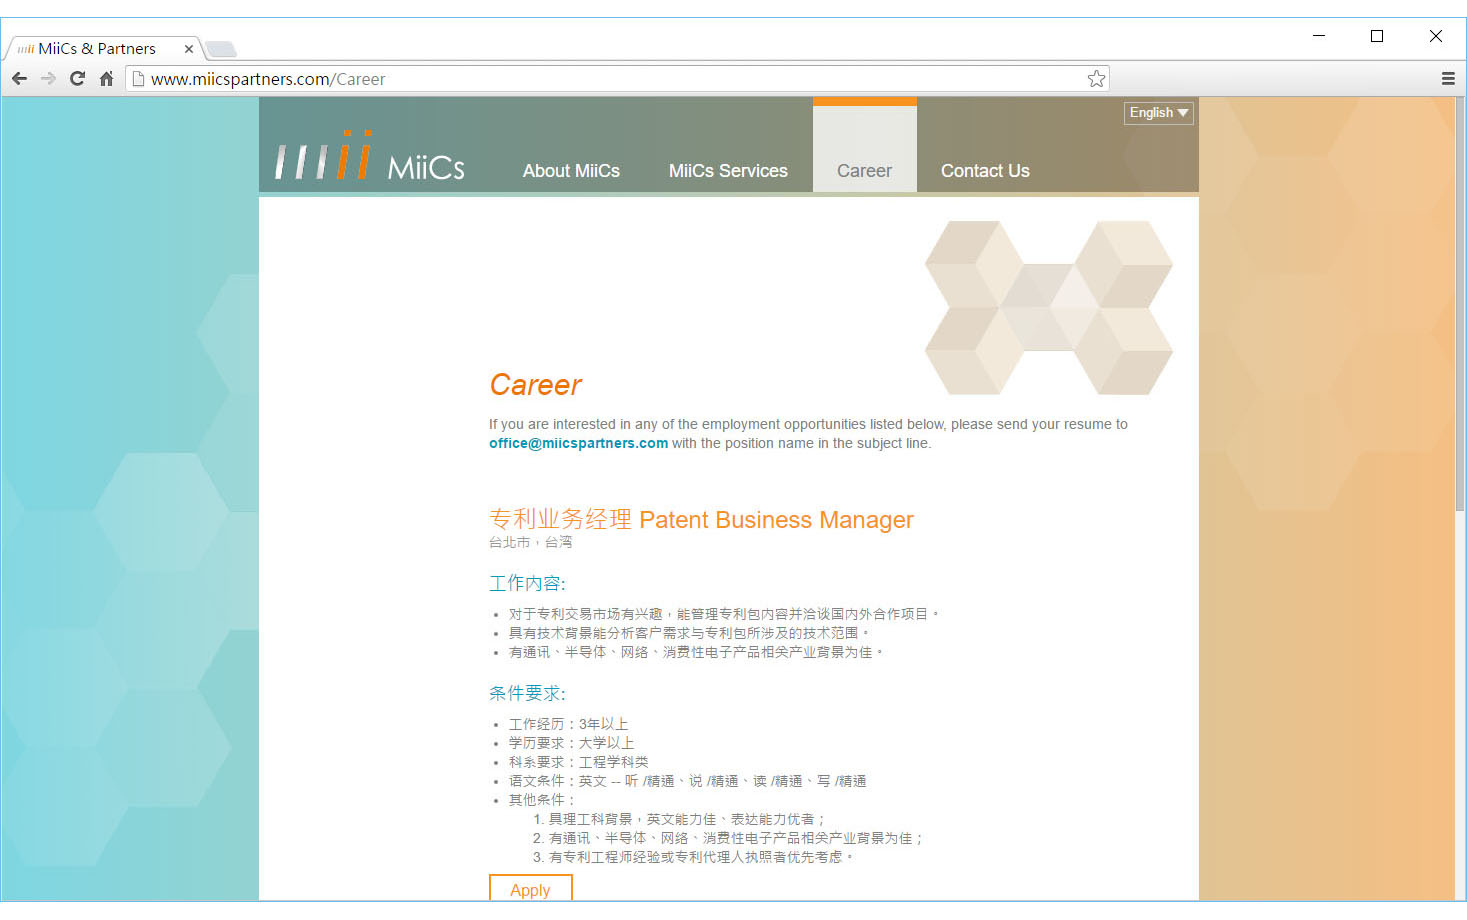 MiiCs & Partners
www.miicspartners.com/Career
English
MiiCs
About MiiCs
MiiCs Services
Career
Contact Us
Career
If you are interested in any of the employment opportunities listed below, please send your resume to
office@miicspartners.com with the position name in the subject line.
专利业务经理 Patent Business Manager
台北市，台湾
工作内容:
• 对于专利交易市场有兴趣，能管理专利包内容并洽谈国内外合作项目。
• 具有技术背景能分析客户需求与专利包所涉及的技术范围。
• 有通讯、半导体、网络、消费性电子产品相关产业背景为佳。
条件要求:
• 工作经历：3年以上
• 学历要求：大学以上
• 科系要求：工程学科类
• 语文条件：英文 -- 听 /精通、说 /精通、读 /精通、写 /精通
• 其他条件：
1. 具理工科背景，英文能力佳、表达能力优者；
2. 有通讯、半导体、网络、消费性电子产品相关产业背景为佳；
3. 有专利工程师经验或专利代理人执照者优先考虑。
Apply